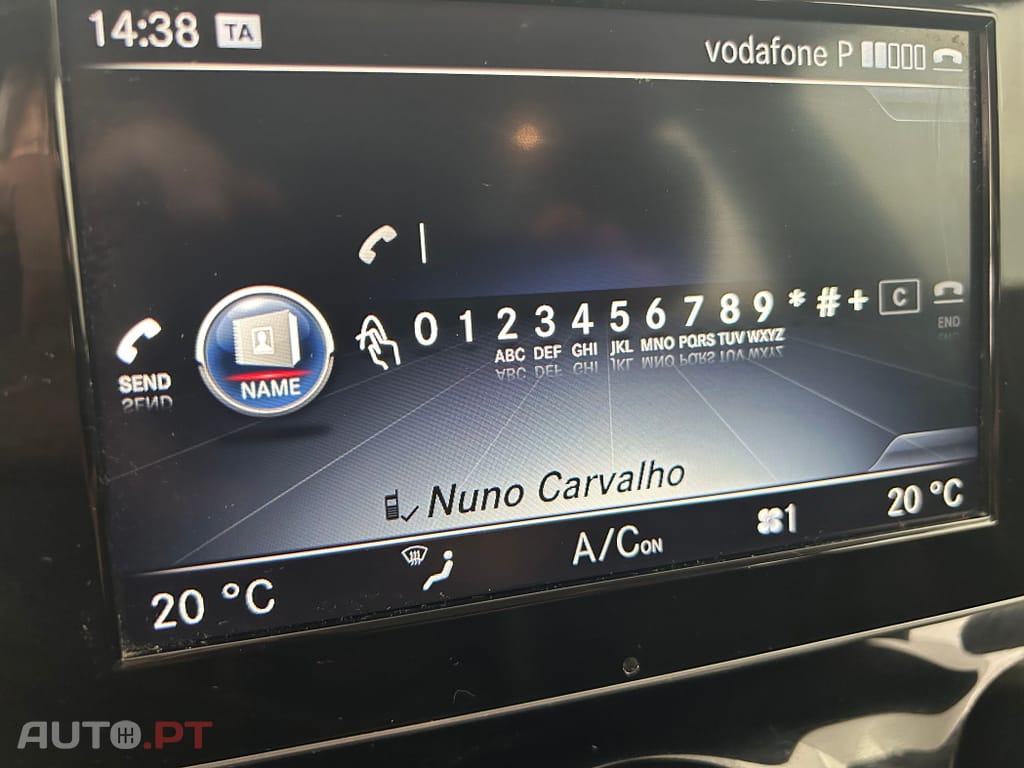 14:38 TA
vodafone P
0 1 2 3 4 5 6 7 8 9 * # + C
ABC DEF GHI JKL MNO PQRS TUV WXYZ
SEND
NAME
END
Nuno Carvalho
20 °C
A/C ON
1
20 °C
AUTO.PT